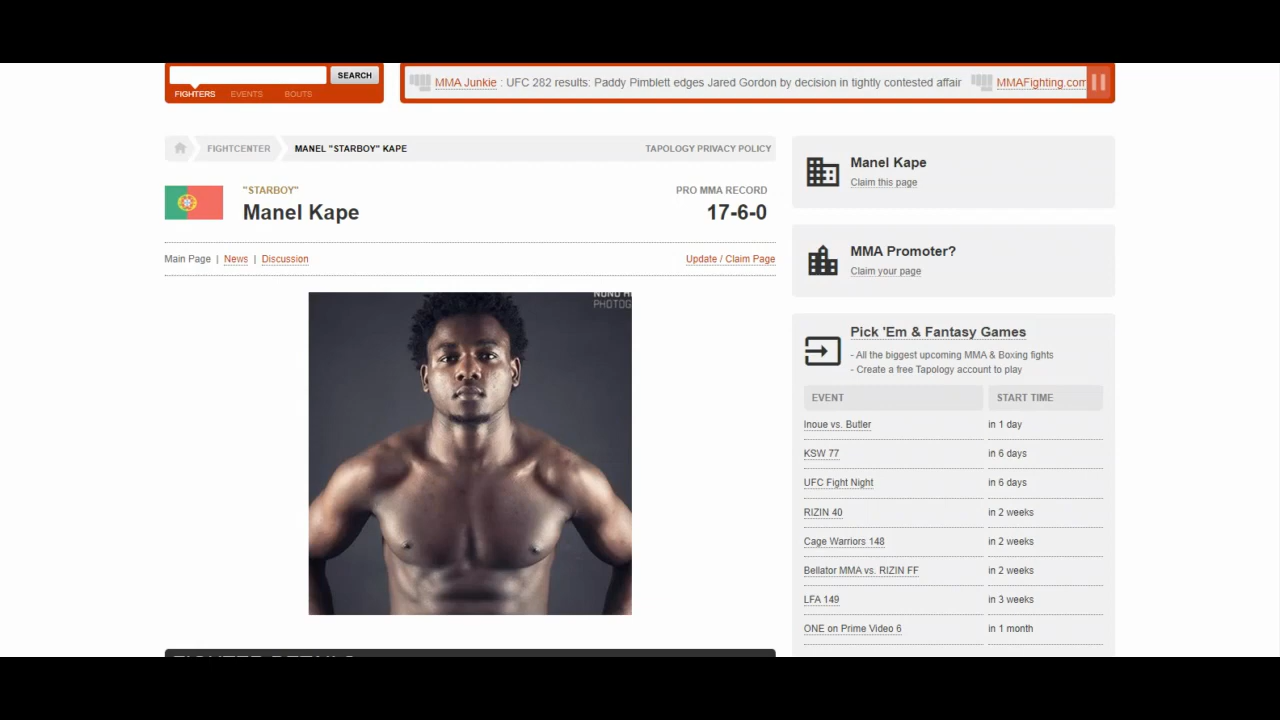 SEARCH
FIGHTERS EVENTS BOUTS
MMA Junkie : UFC 282 results: Paddy Pimblett edges Jared Gordon by decision in tightly contested affair MMAFighting.com
FIGHTCENTER MANEL "STARBOY" KAPE TAPOLOGY PRIVACY POLICY
"STARBOY" PRO MMA RECORD
Manel Kape 17-6-0
Main Page | News | Discussion Update / Claim Page
Manel Kape
Claim this page
MMA Promoter?
Claim your page
Pick 'Em & Fantasy Games
- All the biggest upcoming MMA & Boxing fights
- Create a free Tapology account to play
EVENT START TIME
Inoue vs. Butler in 1 day
KSW 77 in 6 days
UFC Fight Night in 6 days
RIZIN 40 in 2 weeks
Cage Warriors 148 in 2 weeks
Bellator MMA vs. RIZIN FF in 2 weeks
LFA 149 in 3 weeks
ONE on Prime Video 6 in 1 month